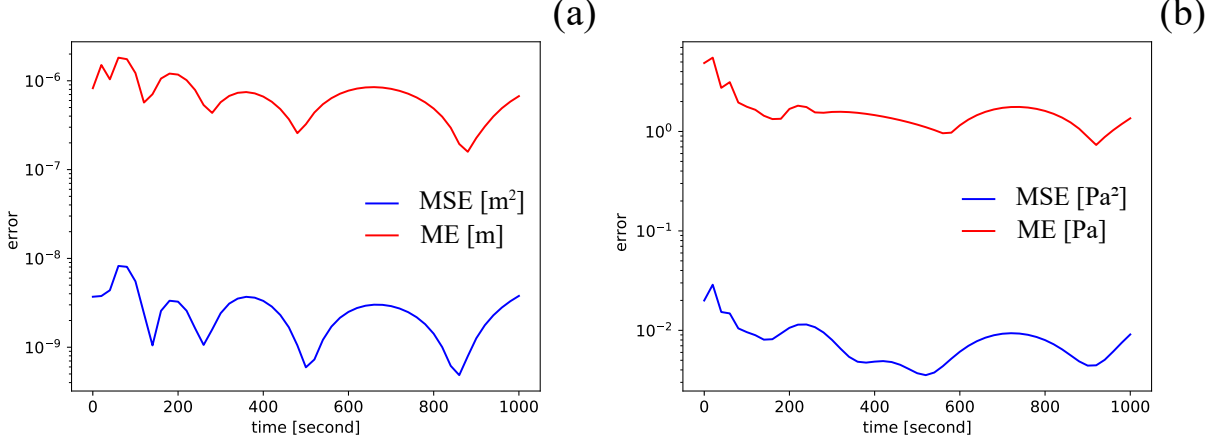 (a)
10⁻⁶
10⁻⁷
10⁻⁸
10⁻⁹
error
MSE [m²]
ME [m]
0 200 400 600 800 1000
time [second]
(b)
10⁰
10⁻¹
10⁻²
error
MSE [Pa²]
ME [Pa]
0 200 400 600 800 1000
time [second]